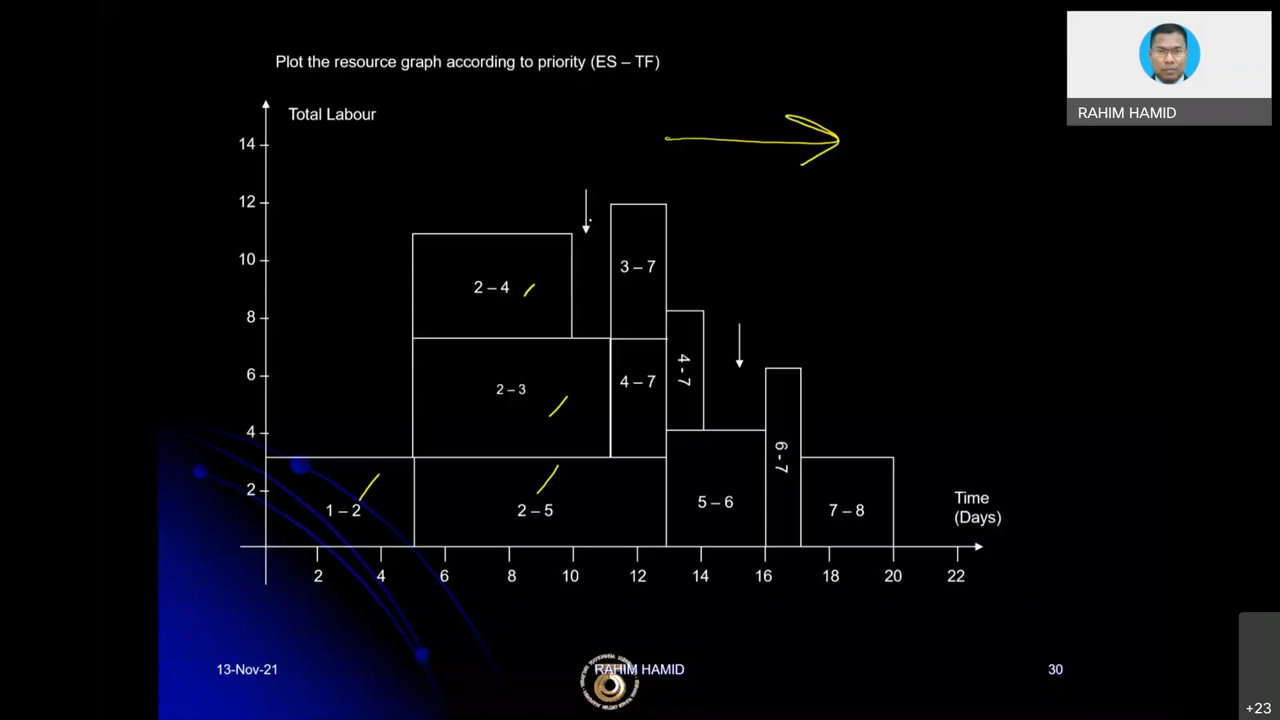 Plot the resource graph according to priority (ES – TF)
RAHIM HAMID
Total Labour
14
12
10
8
6
4
2
3 – 7
2 – 4
4 – 7
4 - 7
2 – 3
6 - 7
1 – 2
2 – 5
5 – 6
7 – 8
Time
(Days)
2 4 6 8 10 12 14 16 18 20 22
13-Nov-21
RAHIM HAMID
30
+23